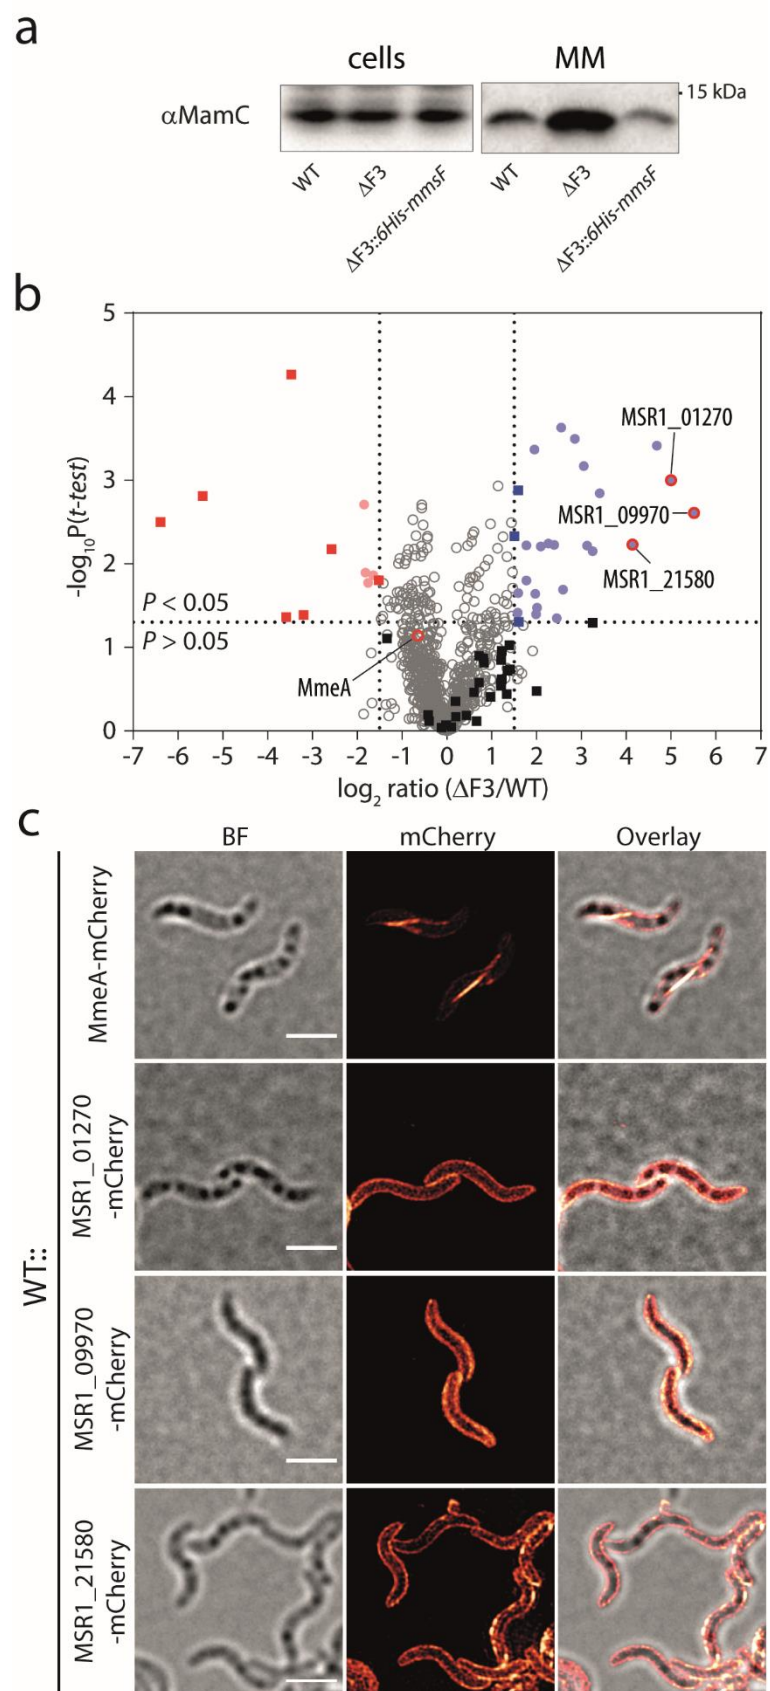 a
cells MM
15 kDa
αMamC
WT ΔF3 ΔF3::6His-mmsF WT ΔF3 ΔF3::6His-mmsF
b
5
4
3
2
1
0
-log10P(t-test)
MSR1_01270
MSR1_09970
MSR1_21580
P < 0.05
P > 0.05
MmeA
-7 -6 -5 -4 -3 -2 -1 0 1 2 3 4 5 6 7
log2 ratio (ΔF3/WT)
c
BF mCherry Overlay
WT::
MmeA-mCherry
MSR1_01270
-mCherry
MSR1_09970
-mCherry
MSR1_21580
-mCherry